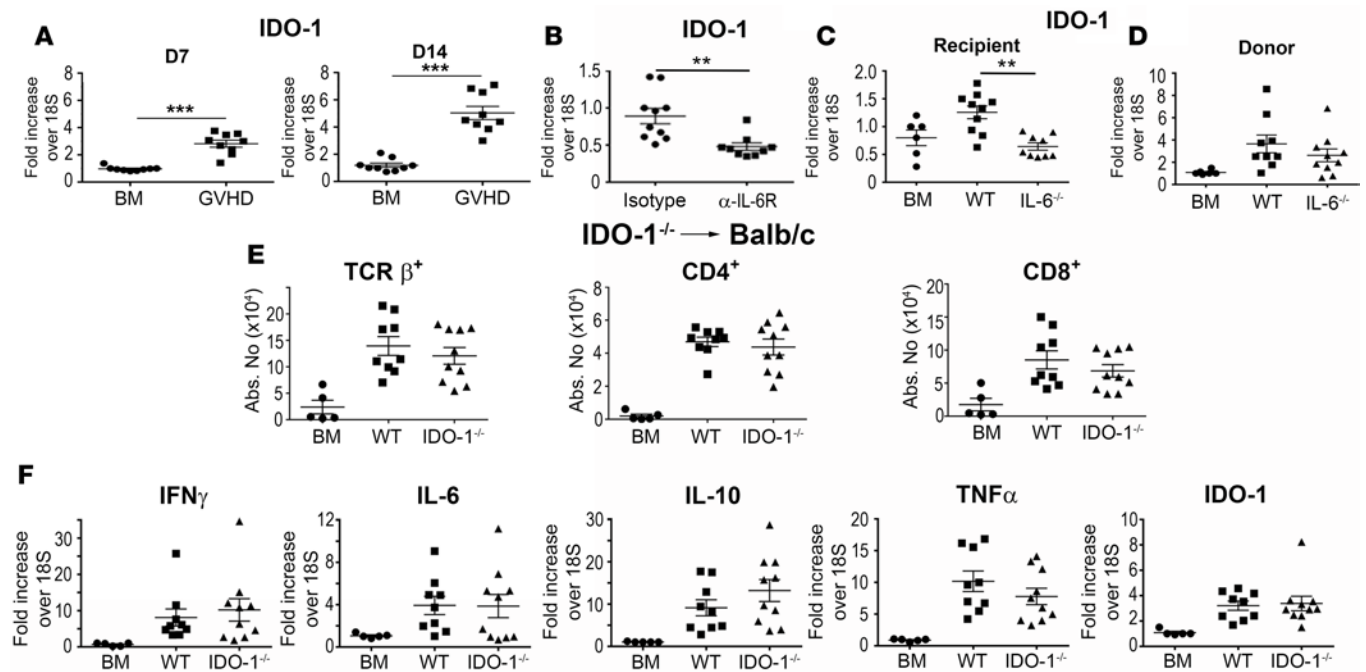 A
IDO-1
D7
***
Fold increase
over 18S
8
6
4
2
0
BM
GVHD
D14
***
Fold increase
over 18S
8
6
4
2
0
BM
GVHD
B
IDO-1
**
Fold increase
over 18S
1.5
1.0
0.5
0
Isotype
α-IL-6R
C
IDO-1
Recipient
**
Fold increase
over 18S
2.0
1.5
1.0
0.5
0
BM
WT
IL-6-/-
D
Donor
Fold increase
over 18S
10
8
6
4
2
0
BM
WT
IL-6-/-
IDO-1-/- → Balb/c
E
TCR β+
Abs. No (x10⁴)
20
15
10
5
0
BM
WT
IDO-1-/-
CD4+
Abs. No (x10⁴)
8
6
4
2
0
BM
WT
IDO-1-/-
CD8+
Abs. No (x10⁴)
20
15
10
5
0
BM
WT
IDO-1-/-
F
IFNγ
Fold increase
over 18S
30
20
10
0
BM
WT
IDO-1-/-
IL-6
Fold increase
over 18S
12
8
4
0
BM
WT
IDO-1-/-
IL-10
Fold increase
over 18S
30
20
10
0
BM
WT
IDO-1-/-
TNFα
Fold increase
over 18S
20
15
10
5
0
BM
WT
IDO-1-/-
IDO-1
Fold increase
over 18S
10
8
6
4
2
0
BM
WT
IDO-1-/-